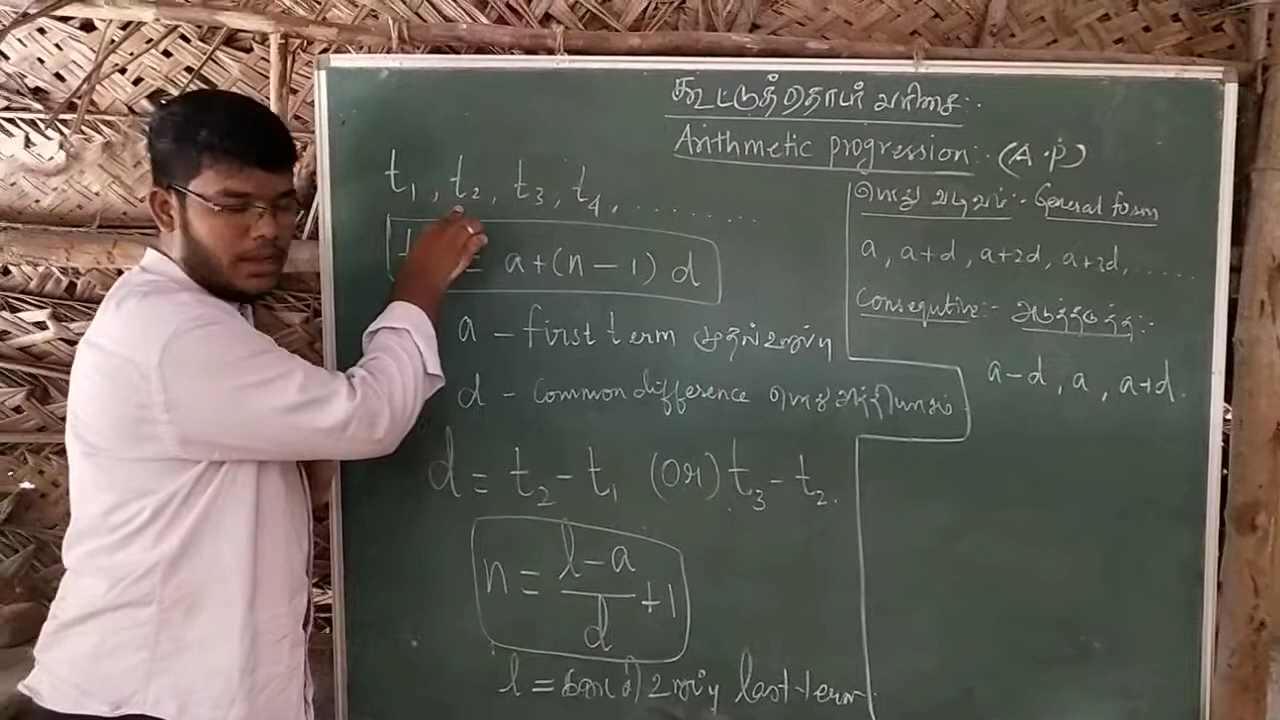 கூட்டுத் தொடர் வரிசை:.
Arithmetic progression:. (A.P)
t₁, t₂, t₃, t₄, ..........
= a+(n-1) d
a - first term முதல் உறுப்பு
d - Common difference பொது வித்தியாசம்
d = t₂ - t₁ (Or) t₃ - t₂.
n = \frac{l-a}{d} +1
l = கடைசி உறுப்பு last term
பொது வடிவம்:- General form
a, a+d, a+2d, a+3d, ......
Consequtive:- அடுத்தடுத்த:-
a-d, a, a+d.